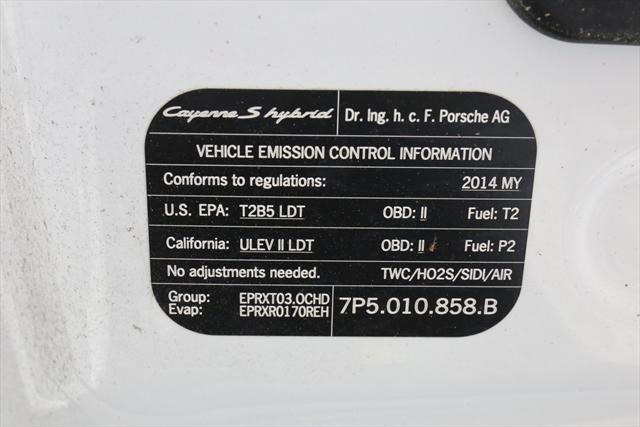 Cayenne S hybrid Dr. Ing. h. c. F. Porsche AG
VEHICLE EMISSION CONTROL INFORMATION
Conforms to regulations: 2014 MY
U.S. EPA: T2B5 LDT OBD: II Fuel: T2
California: ULEV II LDT OBD: II Fuel: P2
No adjustments needed. TWC/HO2S/SIDI/AIR
Group: EPRXT03.0CHD 7P5.010.858.B
Evap: EPRXR0170REH